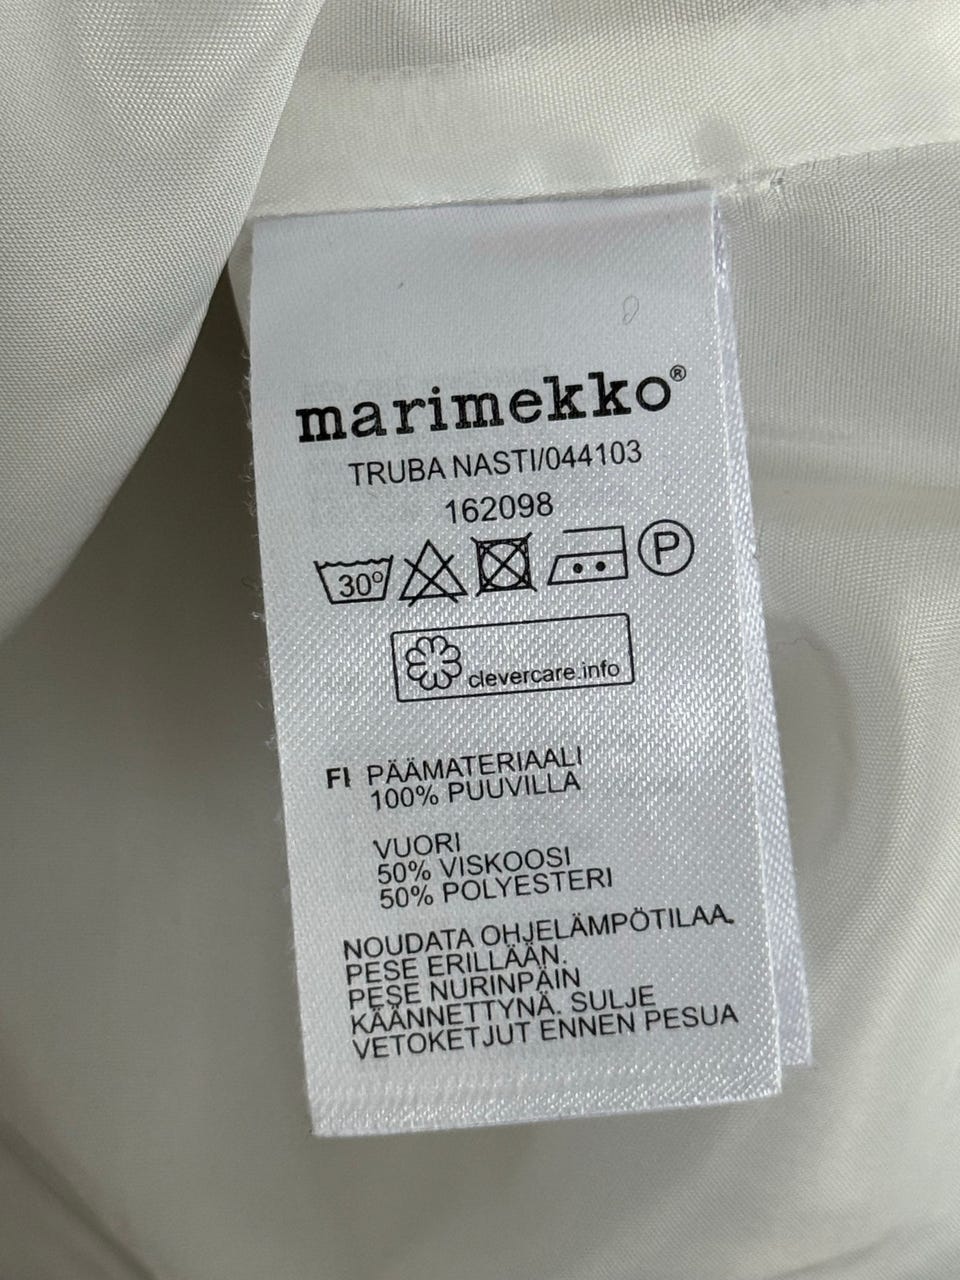 marimekko®
TRUBA NASTI/044103
162098
30° P
clevercare.info
FI PÄÄMATERIAALI
100% PUUVILLA
VUORI
50% VISKOOSI
50% POLYESTERI
NOUDATA OHJELÄMPÖTILAA.
PESE ERILLÄÄN.
PESE NURINPÄIN
KÄÄNNETTYNÄ. SULJE
VETOKETJUT ENNEN PESUA